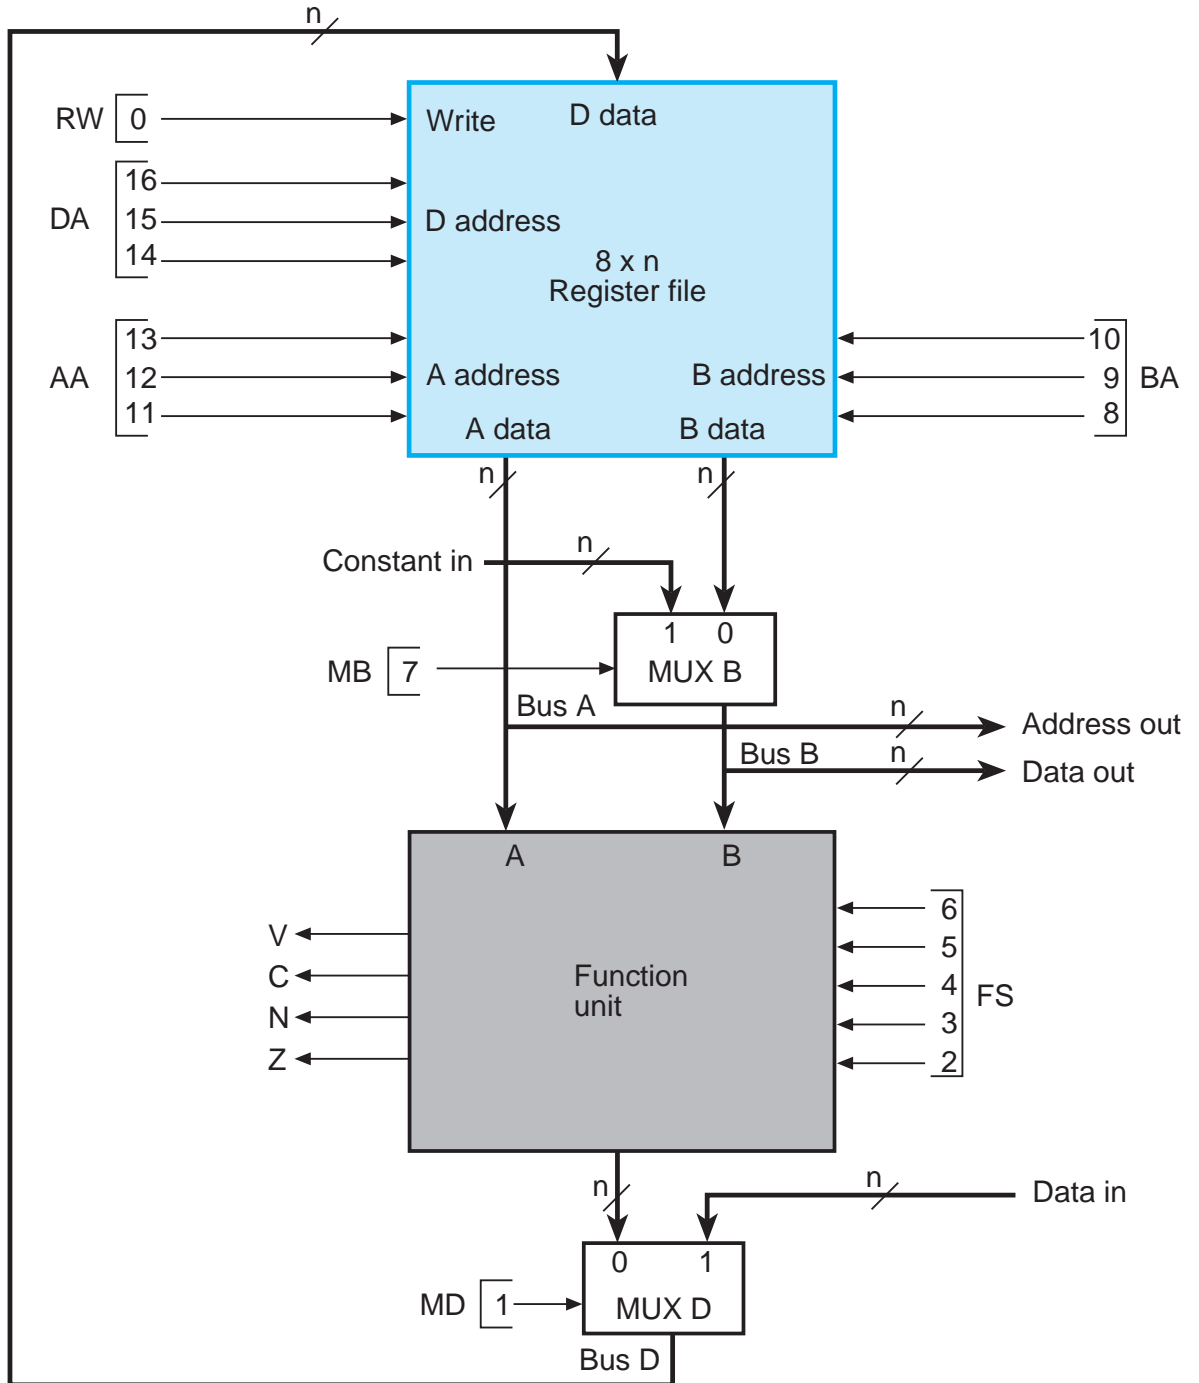 n
RW 0 Write D data
16
DA 15 D address
14
8 x n
Register file
13 10
AA 12 A address B address 9 BA
11 8
A data B data
n n
Constant in n
1 0
MB 7 MUX B
Bus A n Address out
Bus B n Data out
A B
6
V 5
C Function 4 FS
N unit 3
Z 2
n n Data in
0 1
MD 1 MUX D
Bus D